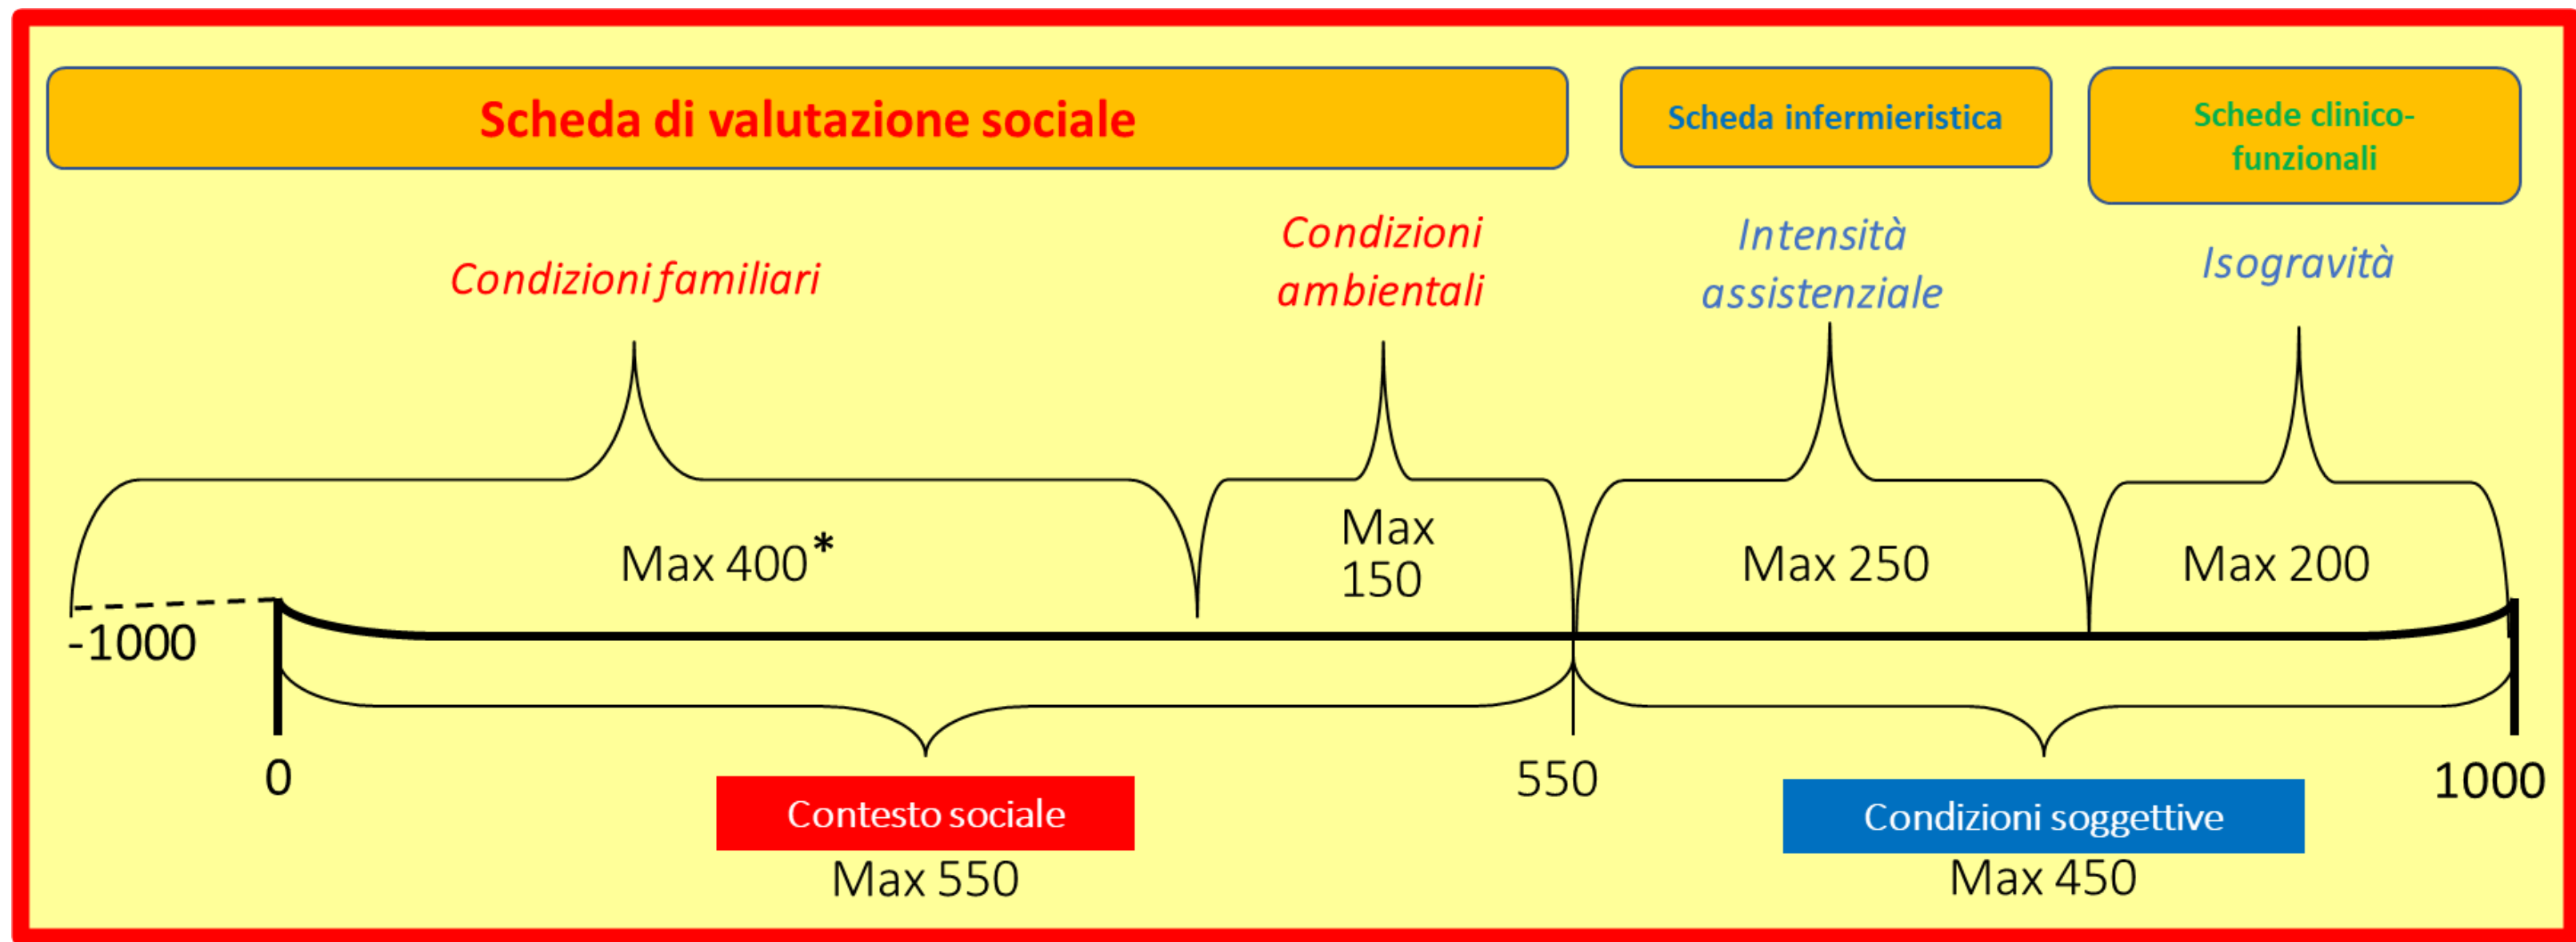 Scheda di valutazione sociale
Scheda infermieristica
Schede clinico-
funzionali
Condizioni familiari
Condizioni
ambientali
Intensità
assistenziale
Isogravità
Max 400*
Max
150
Max 250
Max 200
-1000
0
550
1000
Contesto sociale
Max 550
Condizioni soggettive
Max 450